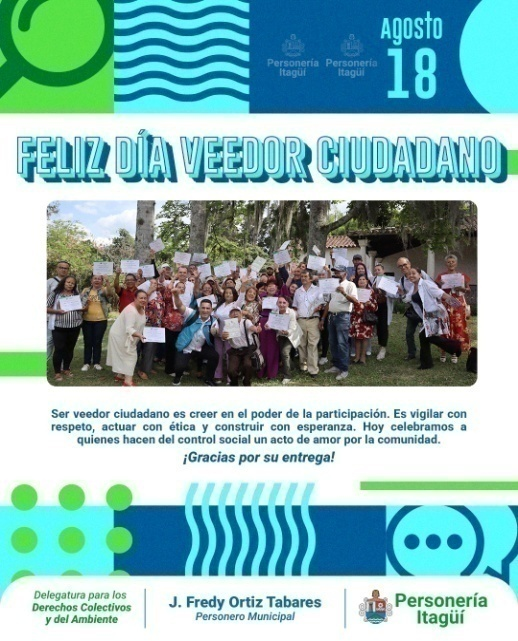 Agosto
18
Personería
Itagüí
Personería
Itagüí
FELIZ DÍA VEEDOR CIUDADANO
Ser veedor ciudadano es creer en el poder de la participación. Es vigilar con
respeto, actuar con ética y construir con esperanza. Hoy celebramos a
quienes hacen del control social un acto de amor por la comunidad.
¡Gracias por su entrega!
Delegatura para los
Derechos Colectivos
y del Ambiente
J. Fredy Ortiz Tabares
Personero Municipal
Personería
Itagüí